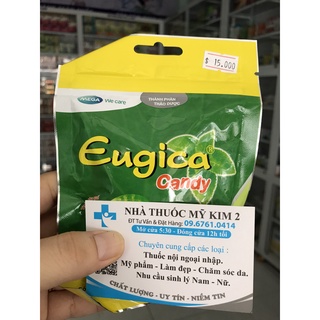 $ 15.000
MEGA We care
THÀNH PHẦN
THẢO DƯỢC
Eugica®
Candy
NHÀ THUỐC MỸ KIM 2
ĐT Tư Vấn & Đặt Hàng: 09.6761.0414
Mở cửa 5:30 - Đóng cửa 12h tối
Chuyên cung cấp các loại :
Thuốc nội ngoại nhập.
Mỹ phẩm - Làm đẹp - Chăm sóc da.
Nhu cầu sinh lý Nam - Nữ.
CHẤT LƯỢNG - UY TÍN - NIỀM TIN